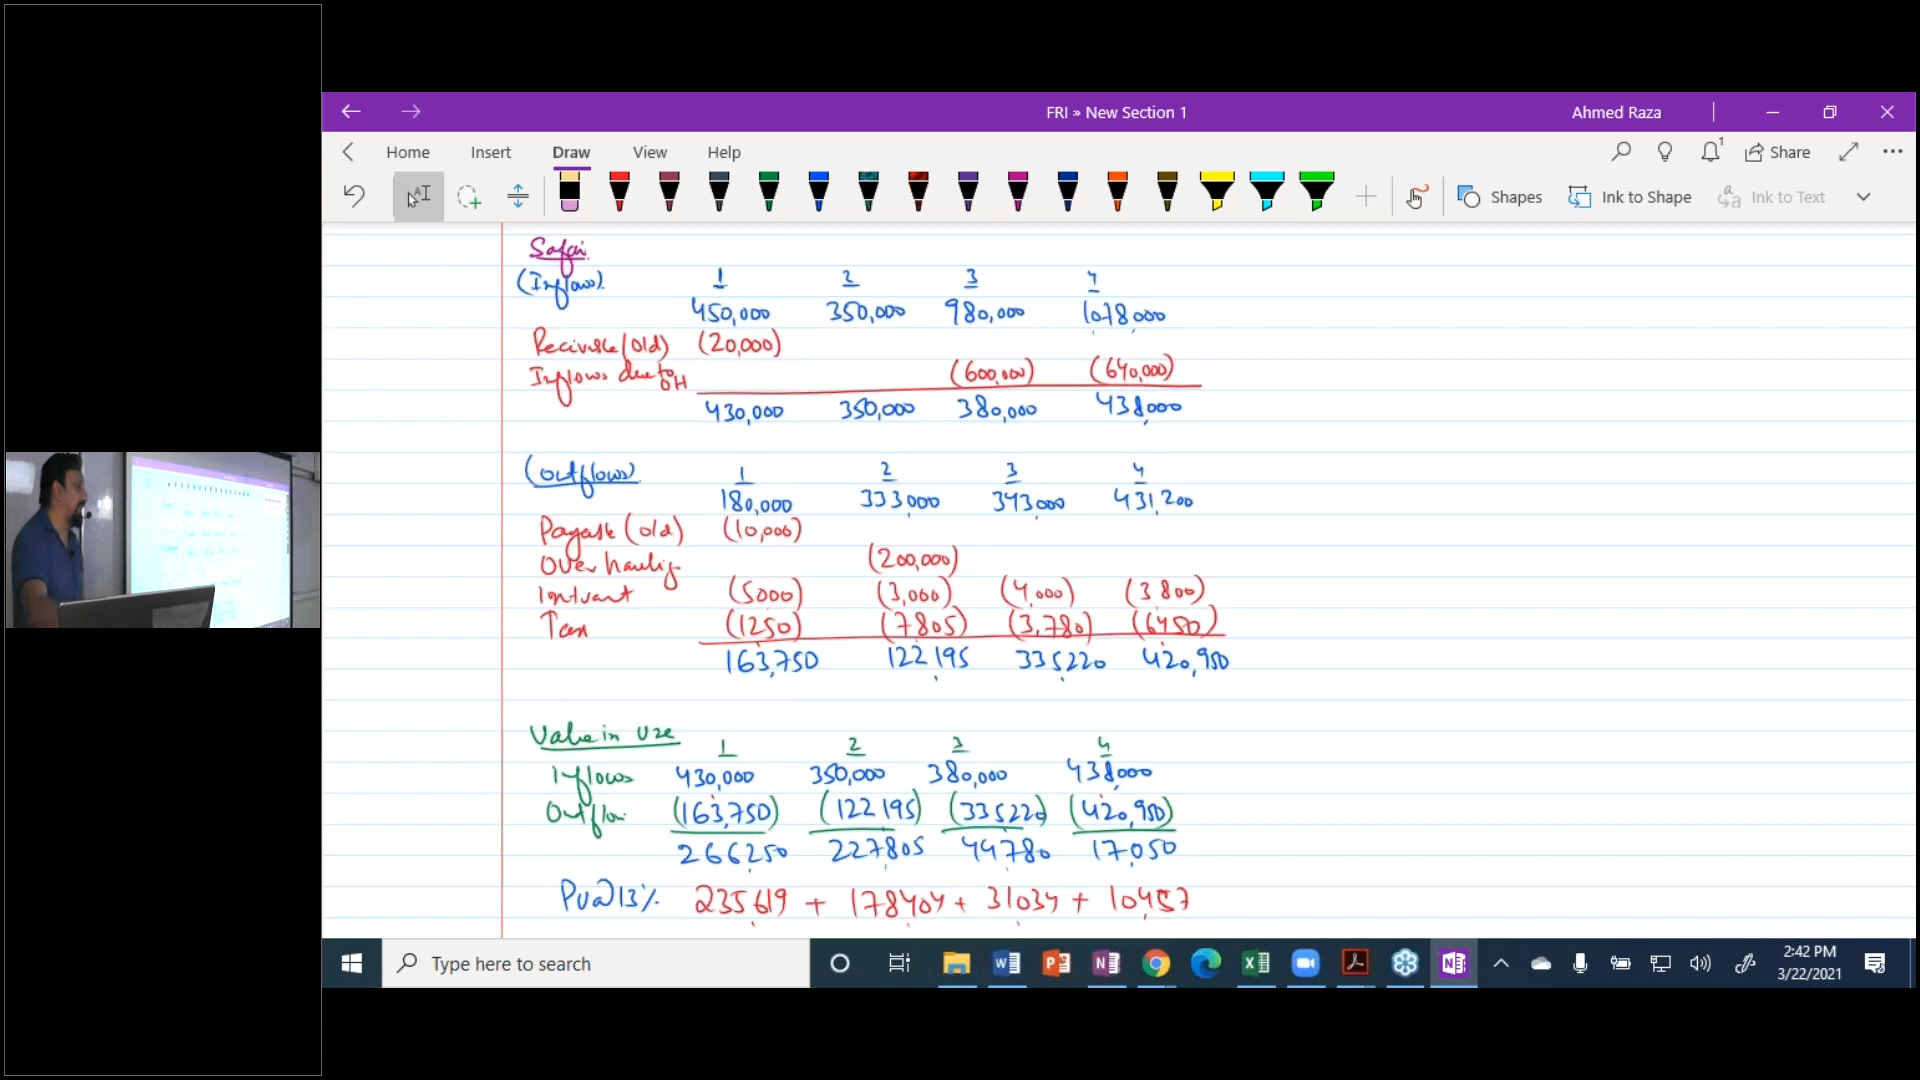 FRI » New Section 1
Ahmed Raza
Home Insert Draw View Help
Share
Shapes Ink to Shape Ink to Text
Safari
(Inflows) 1 2 3 4
450,000 350,000 980,000 1078,000
(old) (20,000)
Inflows due to OH (600,000) (640,000)
430,000 350,000 380,000 438,000
(outflows) 1 2 3 4
180,000 333,000 343,000 431,200
(old) (10,000)
(200,000)
(5000) (3,000) (4,000) (3800)
Tax (1250) (7805) (3,780) (6450)
163,750 122,195 335,220 420,950
Value in Use 1 2 3 4
Inflows 430,000 350,000 380,000 438,000
Outflow (163,750) (122,195) (335,220) (420,950)
266,250 227,805 44,780 17,050
PV@13% 235,619 + 178,404 + 31,034 + 10,457
Type here to search
2:42 PM
3/22/2021